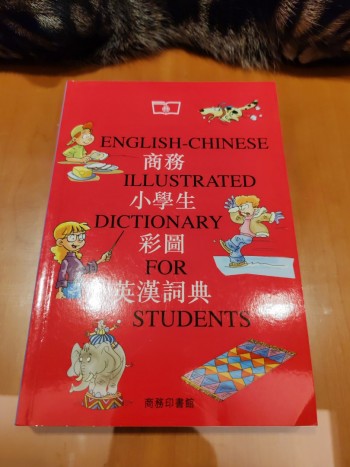 ENGLISH-CHINESE
商務
ILLUSTRATED
小學生
DICTIONARY
彩圖
FOR
英漢詞典
STUDENTS
商務印書館